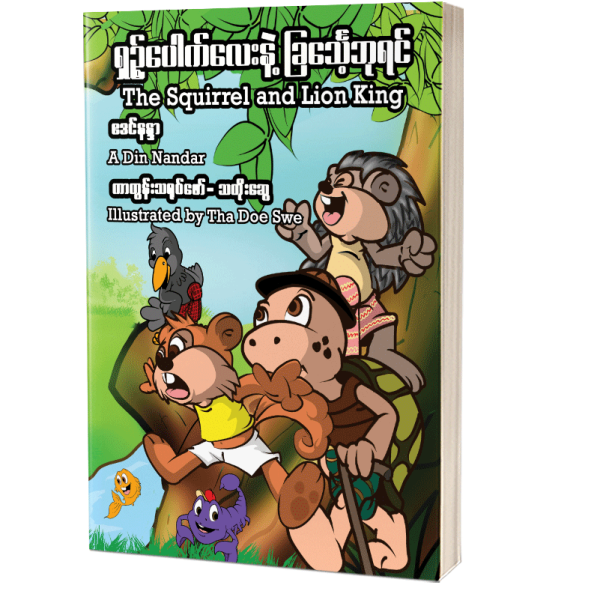 ရှဉ့်ပေါက်လေးနဲ့ ခြင်္သေ့ဘုရင်
The Squirrel and Lion King
အဒင်နန္ဒာ
A Din Nandar
ကာတွန်းသရုပ်ဖော် - သတိုးဆွေ
Illustrated by Tha Doe Swe